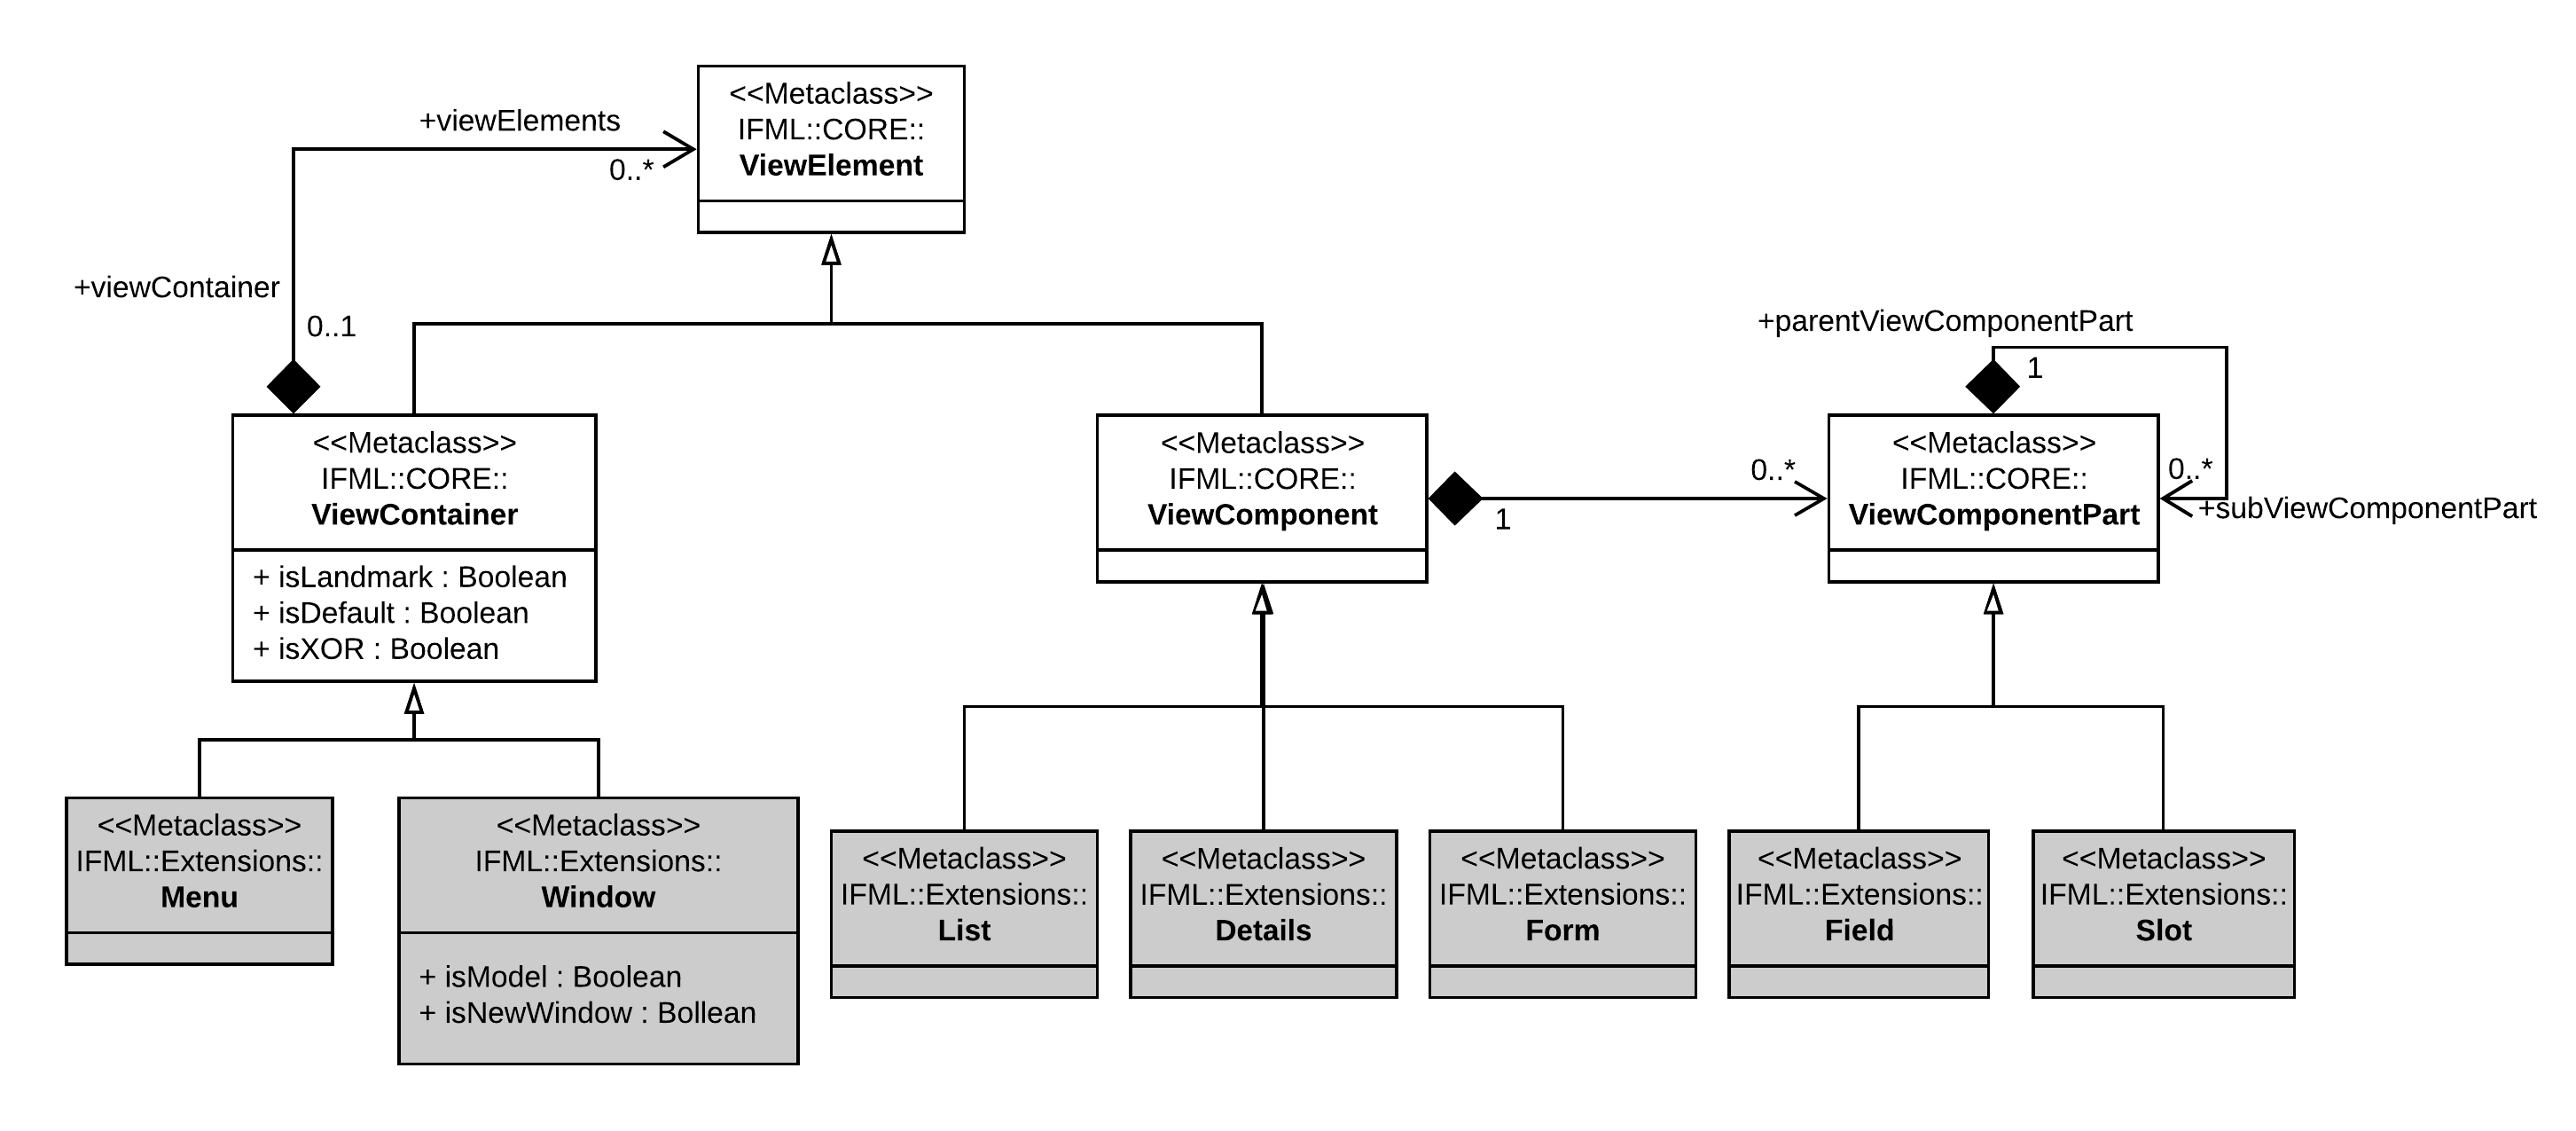 <<Metaclass>>
IFML::CORE::
ViewElement
+viewElements
0..*
+viewContainer
0..1
<<Metaclass>>
IFML::CORE::
ViewContainer
+ isLandmark : Boolean
+ isDefault : Boolean
+ isXOR : Boolean
<<Metaclass>>
IFML::CORE::
ViewComponent
1
0..*
+parentViewComponentPart
1
<<Metaclass>>
IFML::CORE::
ViewComponentPart
0..*
+subViewComponentPart
<<Metaclass>>
IFML::Extensions::
Menu
<<Metaclass>>
IFML::Extensions::
Window
+ isModel : Boolean
+ isNewWindow : Bollean
<<Metaclass>>
IFML::Extensions::
List
<<Metaclass>>
IFML::Extensions::
Details
<<Metaclass>>
IFML::Extensions::
Form
<<Metaclass>>
IFML::Extensions::
Field
<<Metaclass>>
IFML::Extensions::
Slot